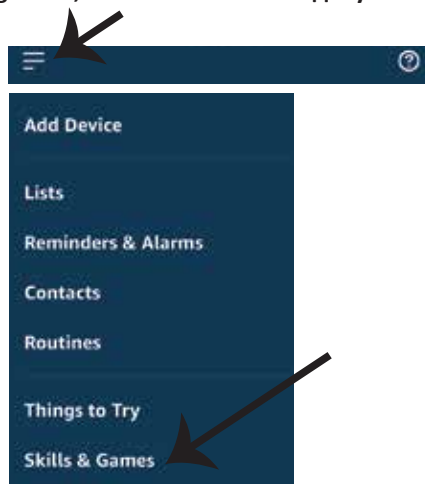 ?
Add Device
Lists
Reminders & Alarms
Contacts
Routines
Things to Try
Skills & Games